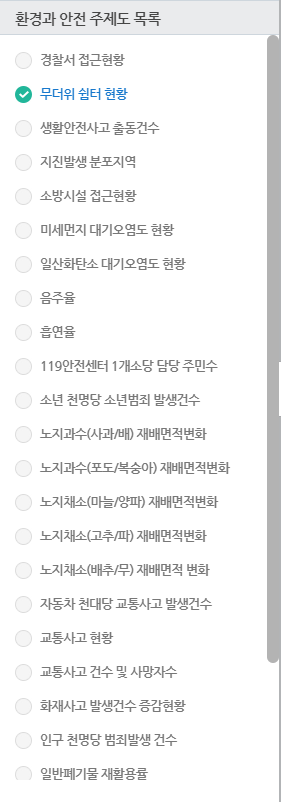 환경과 안전 주제도 목록
경찰서 접근현황
무더위 쉼터 현황
생활안전사고 출동건수
지진발생 분포지역
소방시설 접근현황
미세먼지 대기오염도 현황
일산화탄소 대기오염도 현황
음주율
흡연율
119안전센터 1개소당 담당 주민수
소년 천명당 소년범죄 발생건수
노지과수(사과/배) 재배면적변화
노지과수(포도/복숭아) 재배면적변화
노지채소(마늘/양파) 재배면적변화
노지채소(고추/파) 재배면적변화
노지채소(배추/무) 재배면적 변화
자동차 천대당 교통사고 발생건수
교통사고 현황
교통사고 건수 및 사망자수
화재사고 발생건수 증감현황
인구 천명당 범죄발생 건수
일반폐기물 재활용률